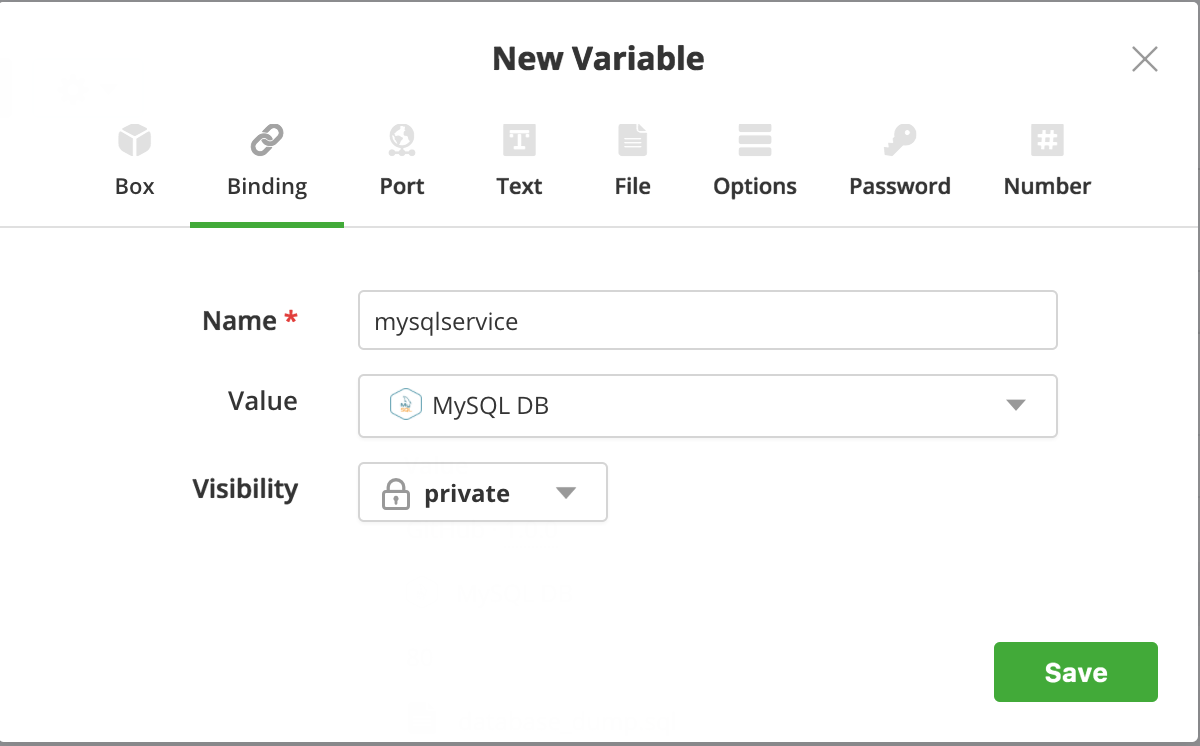 New Variable
Box Binding Port Text File Options Password Number
Name *
mysqlservice
Value
MySQL DB
Visibility
private
Save